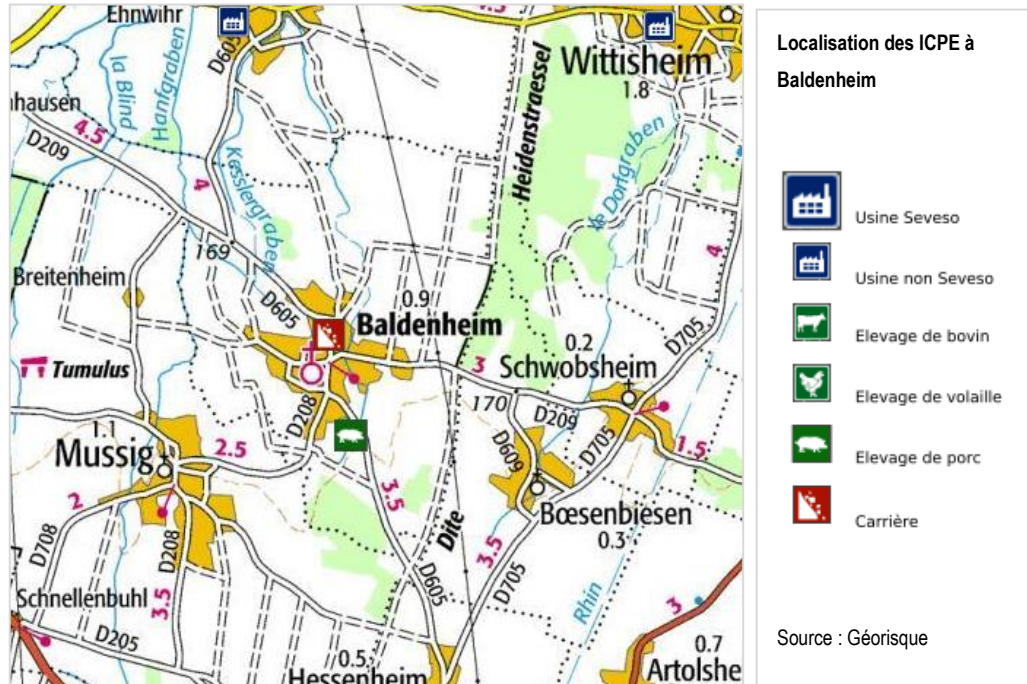 Ehnwihr
D605
Wittisheim
1.8
la Blind
Hanfgraben
hausen
4.5
D209
Kesslergraben
4
Heidenstraessel
le Dorfgraben
4
169
Breitenheim
D605
0.9
Baldenheim
0.2
D705
Tumulus
3
Schwobsheim
170
D209
D208
1.1
Mussig
2.5
D609
D705
1.5
2
3.5
Dite
Bœsenbiesen
0.3
D708
D208
3.5
D705
Schnellenbuhl
3.5
D605
Rhin
3
D205
0.5
Hessenheim
0.7
Artolshe
Localisation des ICPE à
Baldenheim
Usine Seveso
Usine non Seveso
Elevage de bovin
Elevage de volaille
Elevage de porc
Carrière
Source : Géorisque